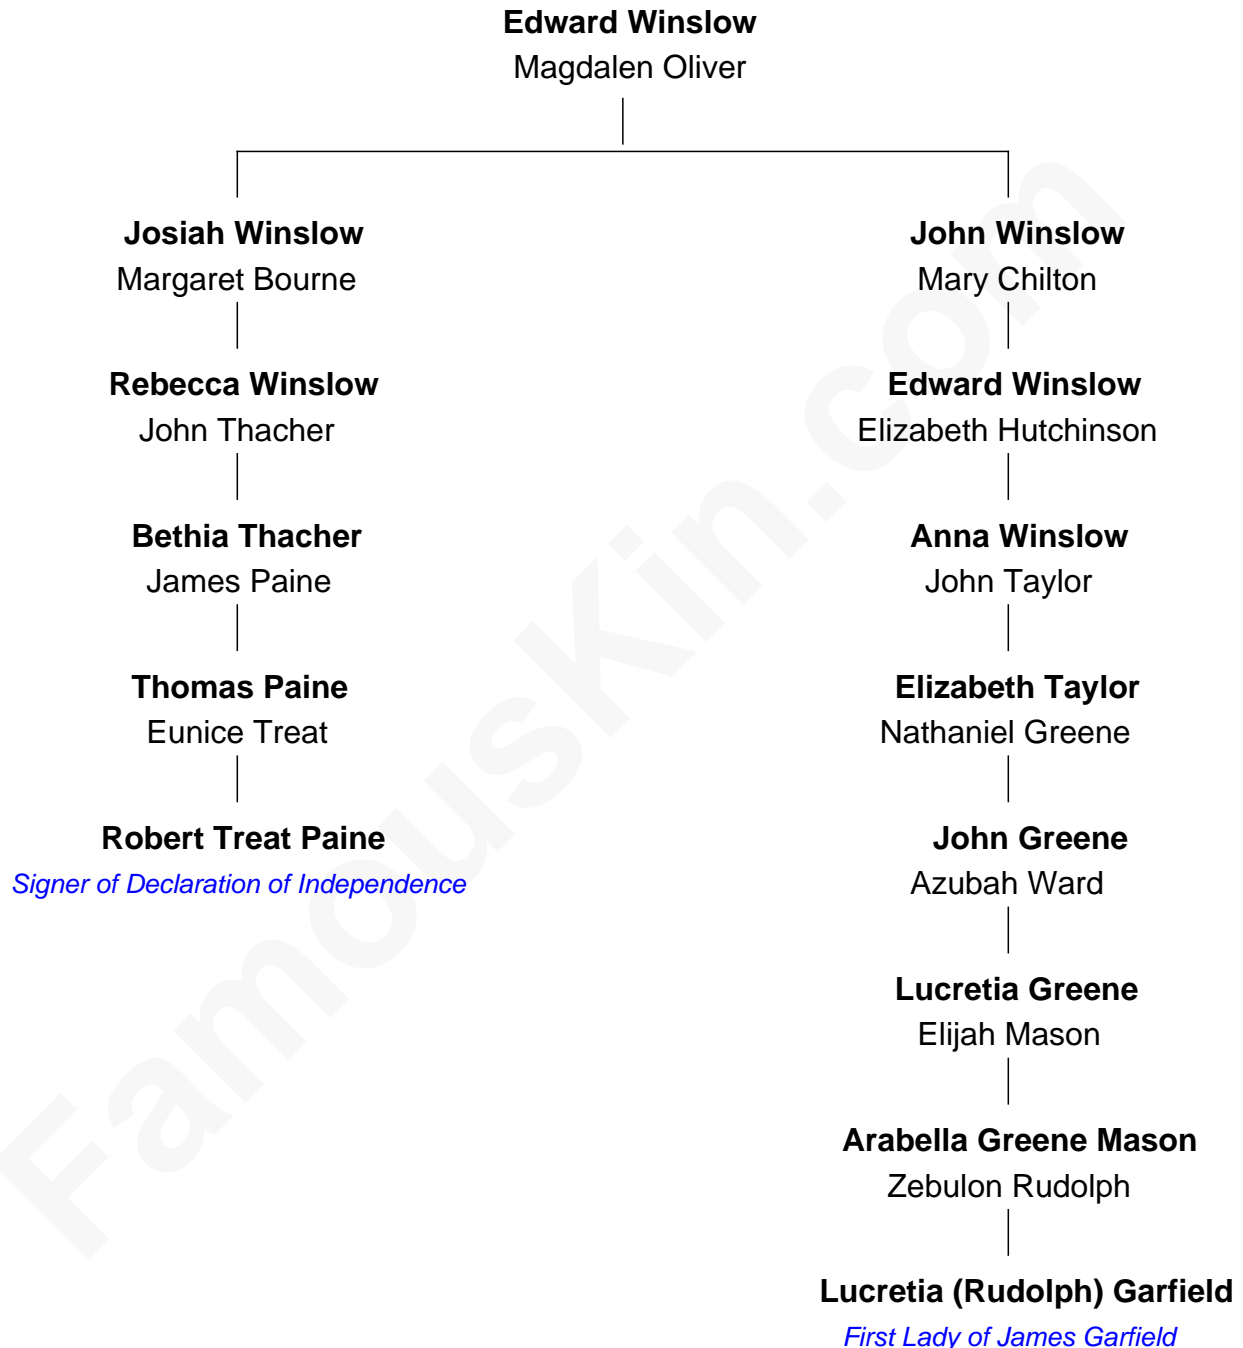 Edward Winslow
Magdalen Oliver
Josiah Winslow
Margaret Bourne
Rebecca Winslow
John Thacher
Bethia Thacher
James Paine
Thomas Paine
Eunice Treat
Robert Treat Paine
Signer of Declaration of Independence
John Winslow
Mary Chilton
Edward Winslow
Elizabeth Hutchinson
Anna Winslow
John Taylor
Elizabeth Taylor
Nathaniel Greene
John Greene
Azubah Ward
Lucretia Greene
Elijah Mason
Arabella Greene Mason
Zebulon Rudolph
Lucretia (Rudolph) Garfield
First Lady of James Garfield
FamousKin.com